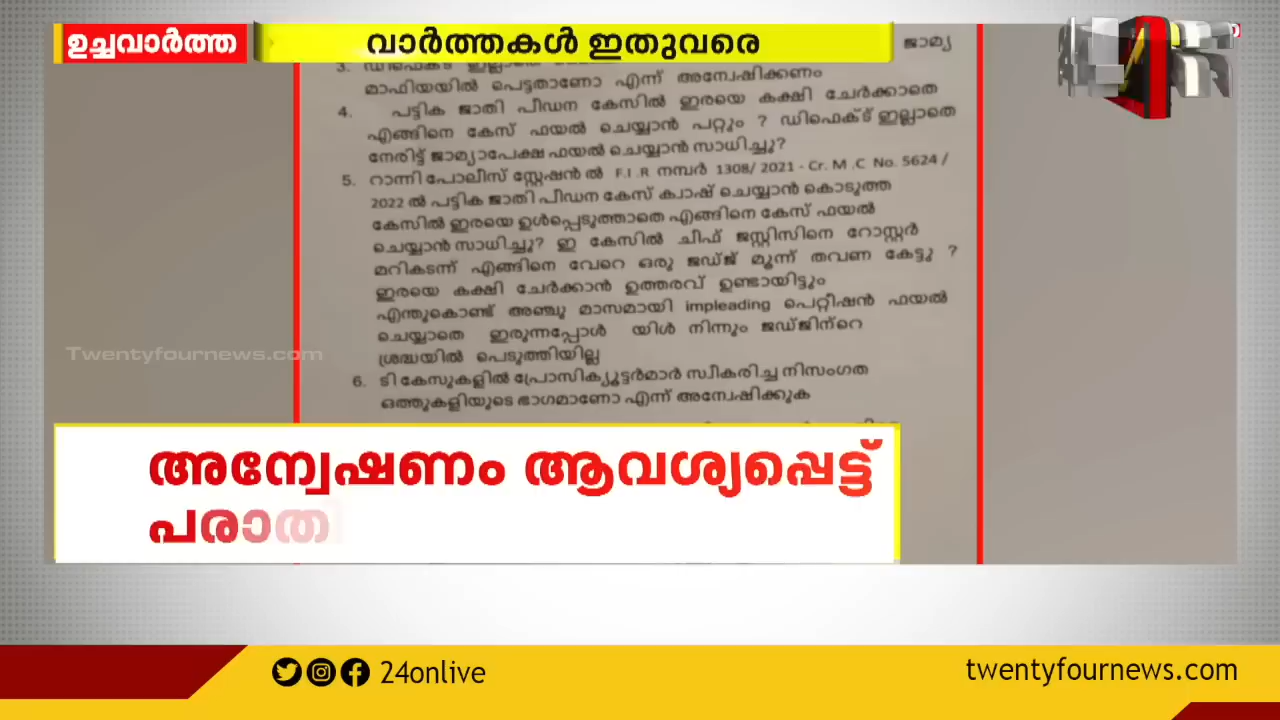 ഉച്ചവാർത്ത
വാർത്തകൾ ഇതുവരെ
ജാമ്യ
3. ഡിഫെക്ട് ഇല്ലാതെ
മാഫിയയിൽ പെട്ടതാണോ എന്ന് അന്വേഷിക്കണം
4. പട്ടിക ജാതി പീഡന കേസിൽ ഇരയെ കക്ഷി ചേർക്കാതെ
എങ്ങിനെ കേസ് ഫയൽ ചെയ്യാൻ പറ്റും ? ഡിഫെക്ട് ഇല്ലാതെ
നേരിട്ട് ജാമ്യാപേക്ഷ ഫയൽ ചെയ്യാൻ സാധിച്ചു?
5. റാന്നി പോലീസ് സ്റ്റേഷൻ ൽ F.I.R നമ്പർ 1308/2021 - Cr. M .C No. 5624 /
2022 ൽ പട്ടിക ജാതി പീഡന കേസ് ക്വാഷ് ചെയ്യാൻ കൊടുത്ത
കേസിൽ ഇരയെ ഉൾപ്പെടുത്താതെ എങ്ങിനെ കേസ് ഫയൽ
ചെയ്യാൻ സാധിച്ചു? ഇ കേസിൽ ചീഫ് ജസ്റ്റിസിനെ റോസ്റ്റർ
മറികടന്ന് എങ്ങിനെ വേറെ ഒരു ജഡ്ജ് മൂന്ന് തവണ കേട്ടു ?
ഇരയെ കക്ഷി ചേർക്കാൻ ഉത്തരവ് ഉണ്ടായിട്ടും
എന്തുകൊണ്ട് അഞ്ചു മാസമായി impleading പെറ്റീഷൻ ഫയൽ
ചെയ്യാതെ ഇരുന്നപ്പോൾ യിൾ നിന്നും ജഡ്ജിന്റെ
ശ്രദ്ധയിൽ പെടുത്തിയില്ല
6. ടി കേസുകളിൽ പ്രോസിക്യൂട്ടർമാർ സ്വീകരിച്ച നിസംഗത
ഒത്തുകളിയുടെ ഭാഗമാണോ എന്ന് അന്വേഷിക്കുക
Twentyfournews.com
അന്വേഷണം ആവശ്യപ്പെട്ട്
പരാതി
24onlive
twentyfournews.com